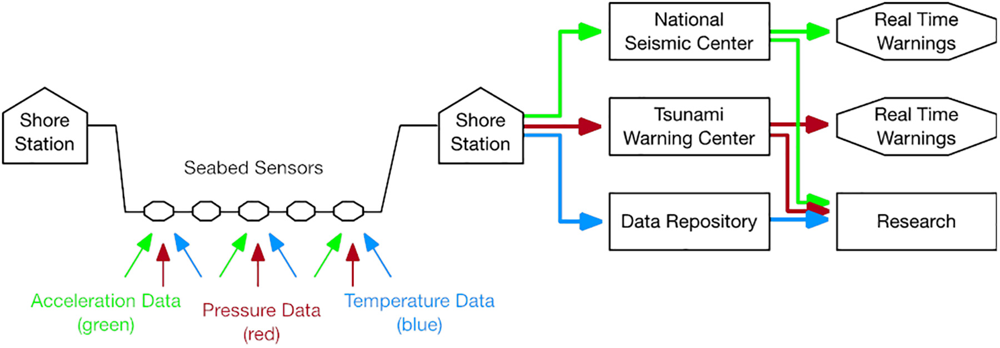 National
Seismic Center
Real Time
Warnings
Shore
Station
Seabed Sensors
Shore
Station
Tsunami
Warning Center
Real Time
Warnings
Data Repository
Research
Acceleration Data
(green)
Pressure Data
(red)
Temperature Data
(blue)